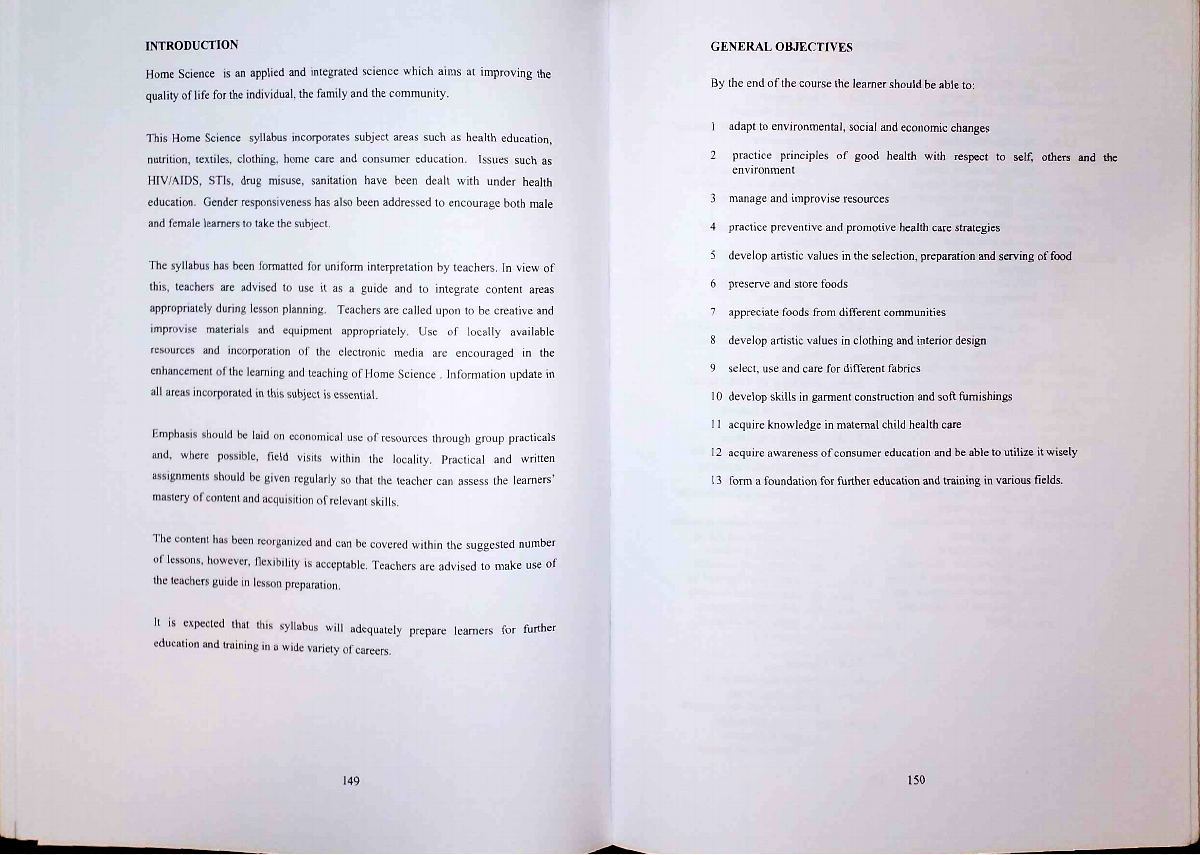 INTRODUCTION
Home Science is an applied and integrated science which aims at improving the
quality of life for the individual, the family and the community.
This Home Science syllabus incorporates subject areas such as health education,
nutrition, textiles, clothing, home care and consumer education. Issues such as
HIV/AIDS, STIs, drug misuse, sanitation have been dealt with under health
education. Gender responsiveness has also been addressed to encourage both male
and female learners to take the subject.
The syllabus has been formatted for uniform interpretation by teachers. In view of
this, teachers are advised to use it as a guide and to integrate content areas
appropriately during lesson planning. Teachers are called upon to be creative and
improvise materials and equipment appropriately. Use of locally available
resources and incorporation of the electronic media are encouraged in the
enhancement of the learning and teaching of Home Science . Information update in
all areas incorporated in this subject is essential.
Emphasis should be laid on economical use of resources through group practicals
and, where possible, field visits within the locality. Practical and written
assignments should be given regularly so that the teacher can assess the learners'
mastery of content and acquisition of relevant skills.
The content has been reorganized and can be covered within the suggested number
of lessons, however, flexibility is acceptable. Teachers are advised to make use of
the teachers guide in lesson preparation.
It is expected that this syllabus will adequately prepare learners for further
education and training in a wide variety of careers.
149
GENERAL OBJECTIVES
By the end of the course the learner should be able to:
1 adapt to environmental, social and economic changes
2 practice principles of good health with respect to self, others and the
environment
3 manage and improvise resources
4 practice preventive and promotive health care strategies
5 develop artistic values in the selection, preparation and serving of food
6 preserve and store foods
7 appreciate foods from different communities
8 develop artistic values in clothing and interior design
9 select, use and care for different fabrics
10 develop skills in garment construction and soft furnishings
11 acquire knowledge in maternal child health care
12 acquire awareness of consumer education and be able to utilize it wisely
13 form a foundation for further education and training in various fields.
150